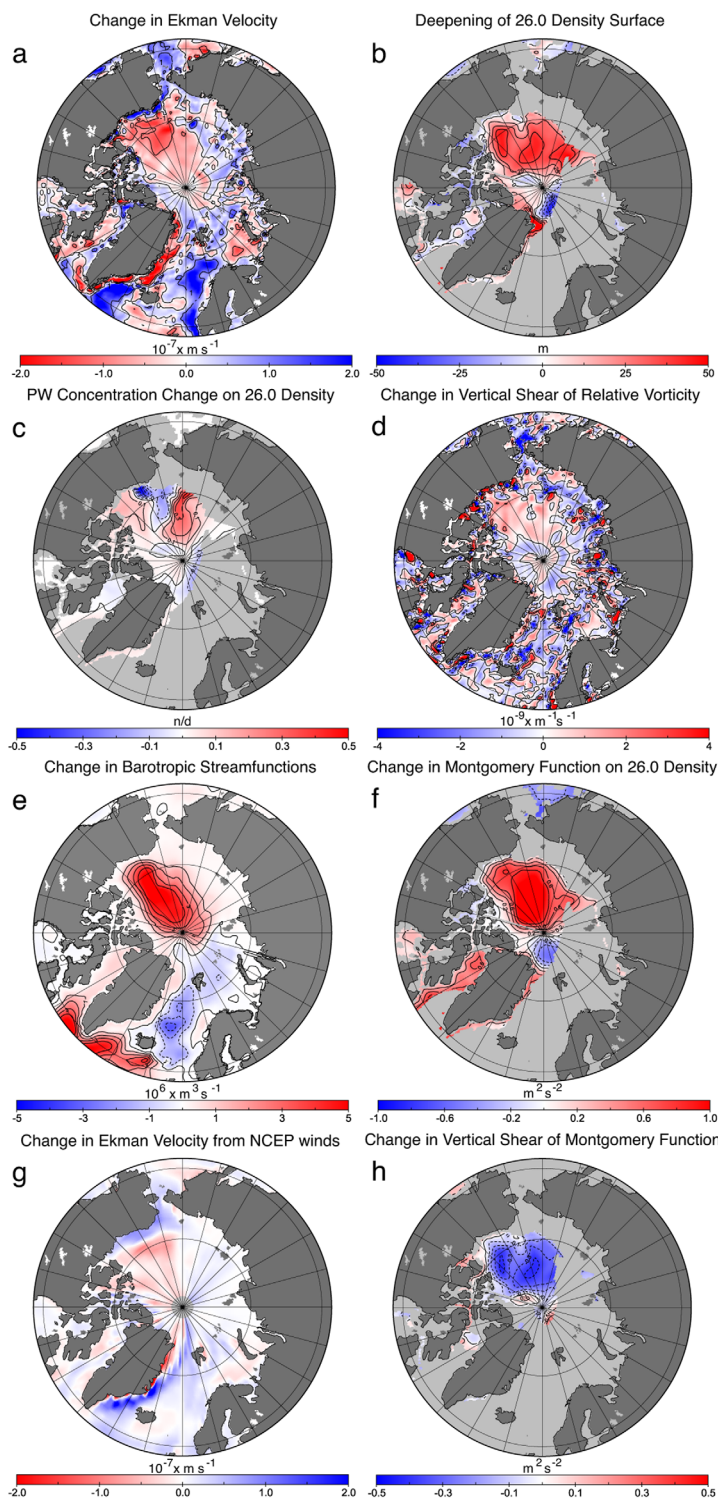 Change in Ekman Velocity
Deepening of 26.0 Density Surface
a
b
10-7x m s-1
m
-2.0 -1.0 0.0 1.0 2.0
-50 -25 0 25 50
PW Concentration Change on 26.0 Density
Change in Vertical Shear of Relative Vorticity
c
d
n/d
10-9x m-1s-1
-0.5 -0.3 -0.1 0.1 0.3 0.5
-4 -2 0 2 4
Change in Barotropic Streamfunctions
Change in Montgomery Function on 26.0 Density
e
f
106 x m3 s-1
m2 s-2
-5 -3 -1 1 3 5
-1.0 -0.6 -0.2 0.2 0.6 1.0
Change in Ekman Velocity from NCEP winds
Change in Vertical Shear of Montgomery Function
g
h
10-7x m s-1
m2 s-2
-2.0 -1.0 0.0 1.0 2.0
-0.5 -0.3 -0.1 0.1 0.3 0.5